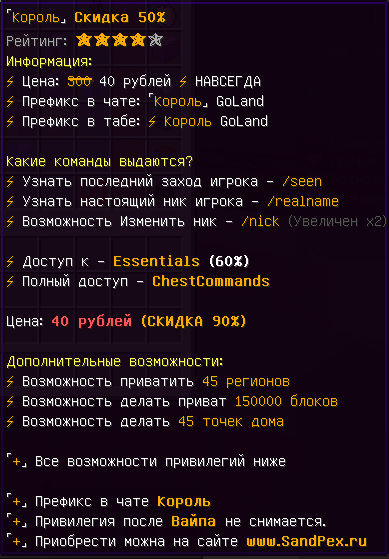 「Король」 Скидка 50%
Рейтинг: ★★★★★
Информация:
⚡ Цена: 300 40 рублей ⚡ НАВСЕГДА
⚡ Префикс в чате: 「Король」 GoLand
⚡ Префикс в табе: ⚡ Король GoLand
Какие команды выдаются?
⚡ Узнать последний заход игрока - /seen
⚡ Узнать настоящий ник игрока - /realname
⚡ Возможность Изменить ник - /nick (Увеличен x2)
⚡ Доступ к - Essentials (60%)
⚡ Полный доступ - ChestCommands
Цена: 40 рублей (СКИДКА 90%)
Дополнительные возможности:
⚡ Возможность приватить 45 регионов
⚡ Возможность делать приват 150000 блоков
⚡ Возможность делать 45 точек дома
「+」 Все возможности привилегий ниже
「+」 Префикс в чате Король
「+」 Привилегия после Вайпа не снимается.
「+」 Приобрести можна на сайте www.SandPex.ru